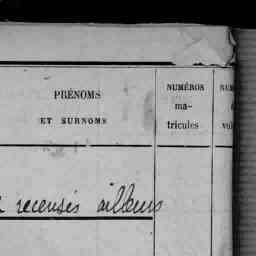 PRÉNOMS
ET SURNOMS
NUMÉROS
ma-
tricules
recensés ailleurs